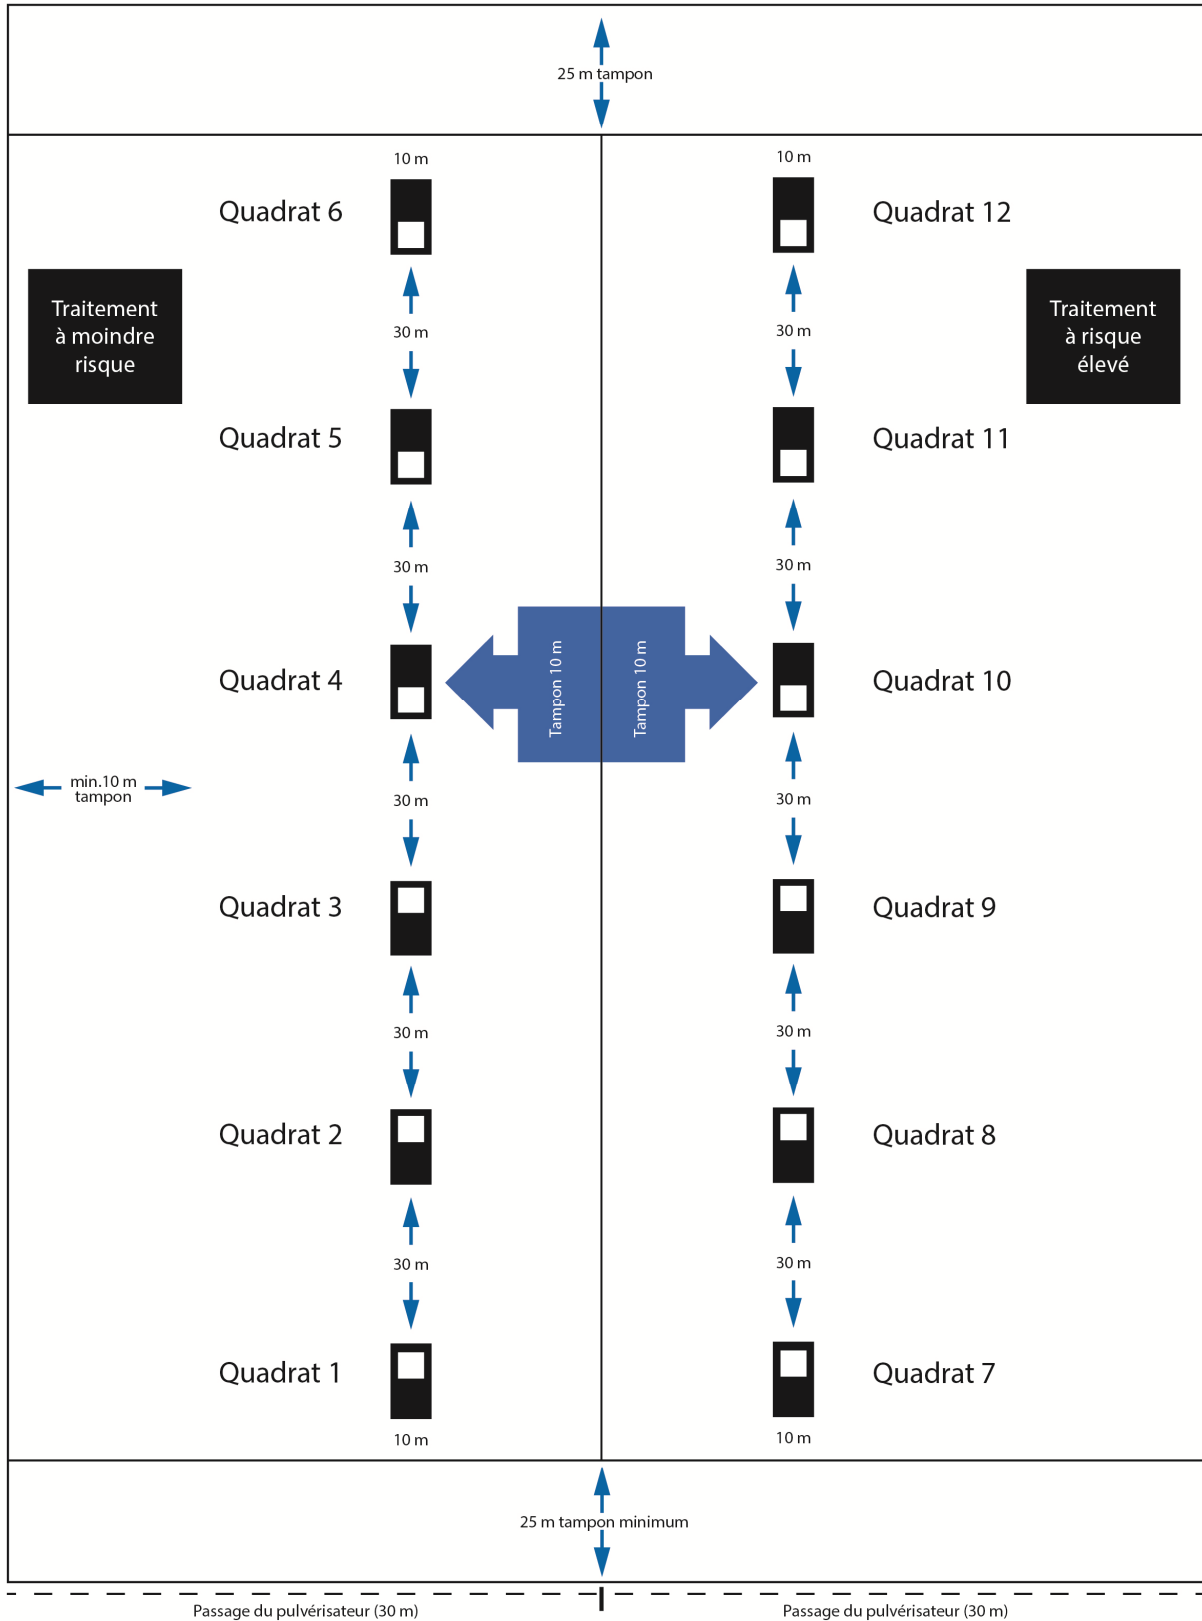 25 m tampon
10 m
10 m
Quadrat 6
Quadrat 12
Traitement
à moindre
risque
Traitement
à risque
élevé
30 m
30 m
Quadrat 5
Quadrat 11
30 m
30 m
Quadrat 4
Tampon 10 m
Tampon 10 m
Quadrat 10
min.10 m
tampon
30 m
30 m
Quadrat 3
Quadrat 9
30 m
30 m
Quadrat 2
Quadrat 8
30 m
30 m
Quadrat 1
Quadrat 7
10 m
10 m
25 m tampon minimum
Passage du pulvérisateur (30 m)
Passage du pulvérisateur (30 m)